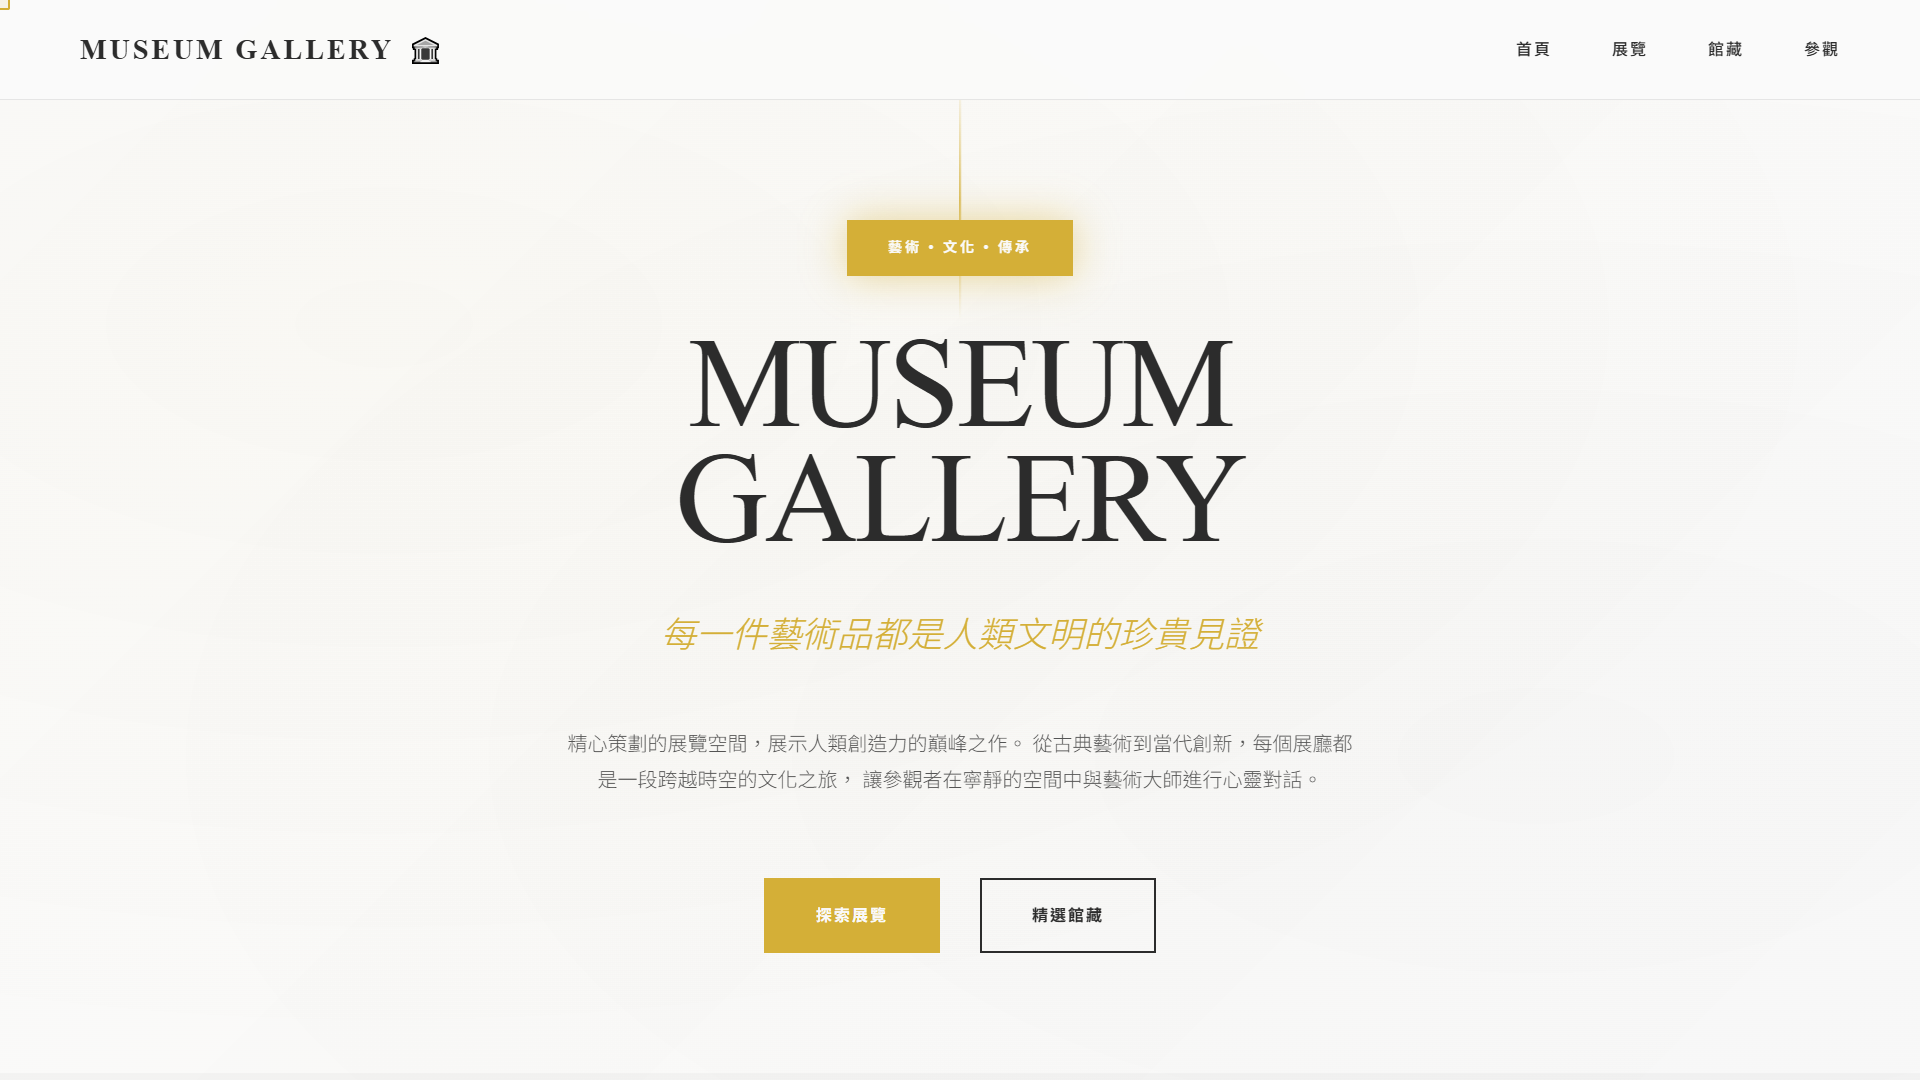 MUSEUM GALLERY
首頁
展覽
館藏
參觀
藝術 • 文化 • 傳承
MUSEUM
GALLERY
每一件藝術品都是人類文明的珍貴見證
精心策劃的展覽空間，展示人類創造力的巔峰之作。 從古典藝術到當代創新，每個展廳都
是一段跨越時空的文化之旅， 讓參觀者在寧靜的空間中與藝術大師進行心靈對話。
探索展覽
精選館藏